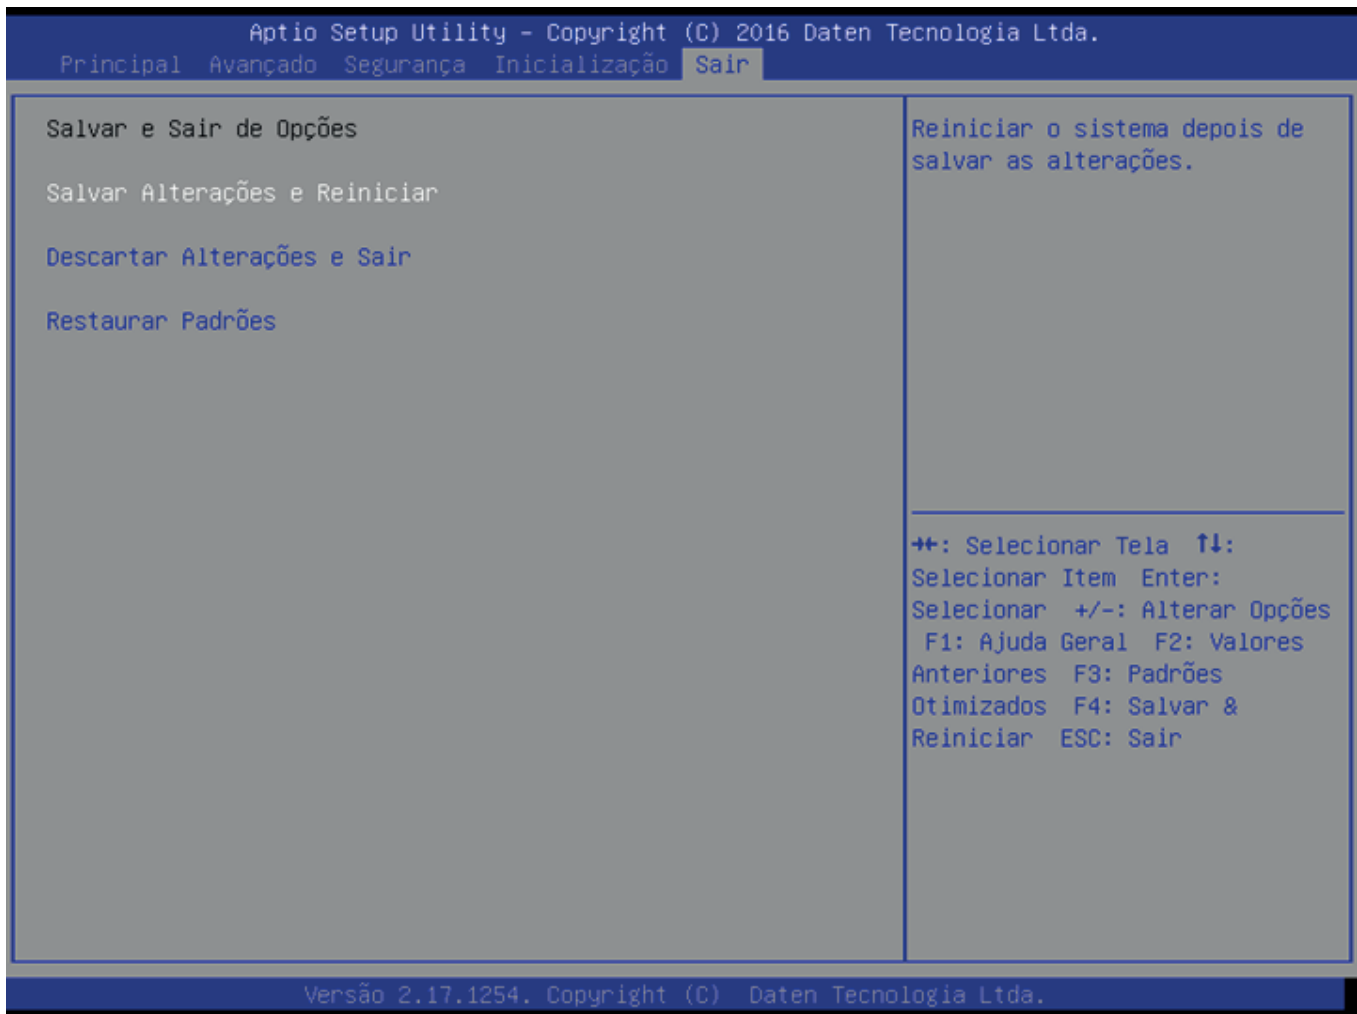 Aptio Setup Utility – Copyright (C) 2016 Daten Tecnologia Ltda.
Principal Avançado Segurança Inicialização Sair
Salvar e Sair de Opções
Salvar Alterações e Reiniciar
Descartar Alterações e Sair
Restaurar Padrões
Reiniciar o sistema depois de
salvar as alterações.
→←: Selecionar Tela ↑↓:
Selecionar Item Enter:
Selecionar +/-: Alterar Opções
F1: Ajuda Geral F2: Valores
Anteriores F3: Padrões
Otimizados F4: Salvar &
Reiniciar ESC: Sair
Versão 2.17.1254. Copyright (C) Daten Tecnologia Ltda.